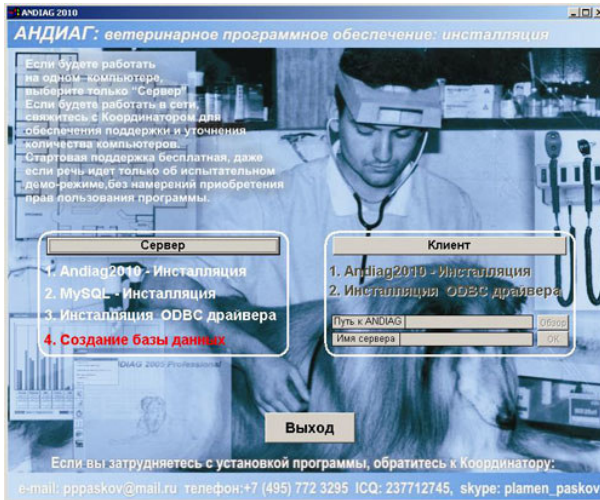 ANDIAG 2010
АНДИАГ: ветеринарное программное обеспечение: инсталляция
Если будете работать
на одном компьютере,
выберите только "Сервер"
Если будете работать в сети,
свяжитесь с Координатором для
обеспечения поддержки и уточнения
количества компьютеров.
Стартовая поддержка бесплатная, даже
если речь идет только об испытательном
демо-режиме,без намерений приобретения
прав пользования программы.
Сервер
1. Andiag2010 - Инсталляция
2. MySQL - Инсталляция
3. Инсталляция ODBC драйвера
4. Создание базы данных
Клиент
1. Andiag2010 - Инсталляция
2. Инсталляция ODBC драйвера
Путь к ANDIAG
Обзор
Имя сервера
OK
ANDIAG 2005 Professional
Выход
Если вы затрудняетесь с установкой программы, обратитесь к Координатору:
e-mail: pppaskov@mail.ru телефон:+7 (495) 772 3295 ICQ: 237712745, skype: plamen_paskov